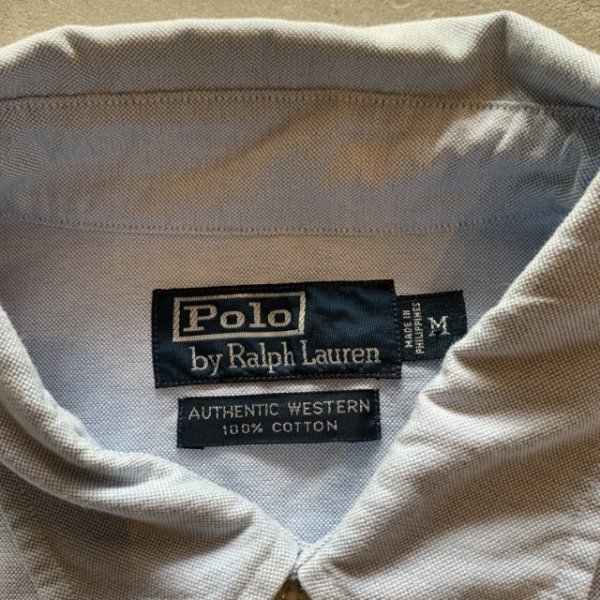 Polo
by Ralph Lauren
MADE IN
PHILIPPINES
M
AUTHENTIC WESTERN
100% COTTON